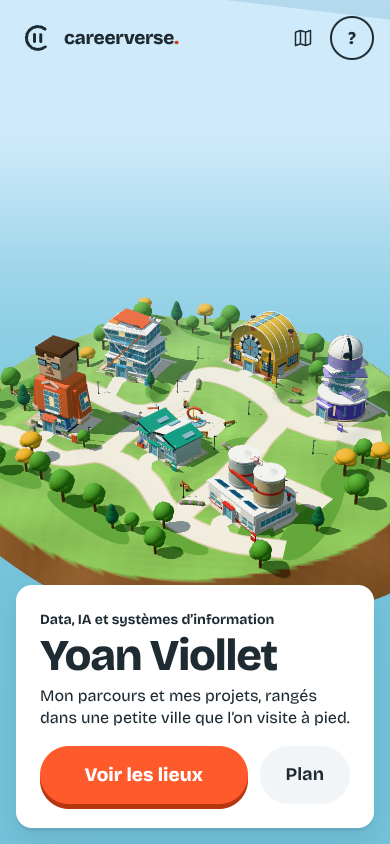 careerverse.
?
Data, IA et systèmes d'information
Yoan Viollet
Mon parcours et mes projets, rangés
dans une petite ville que l'on visite à pied.
Voir les lieux
Plan